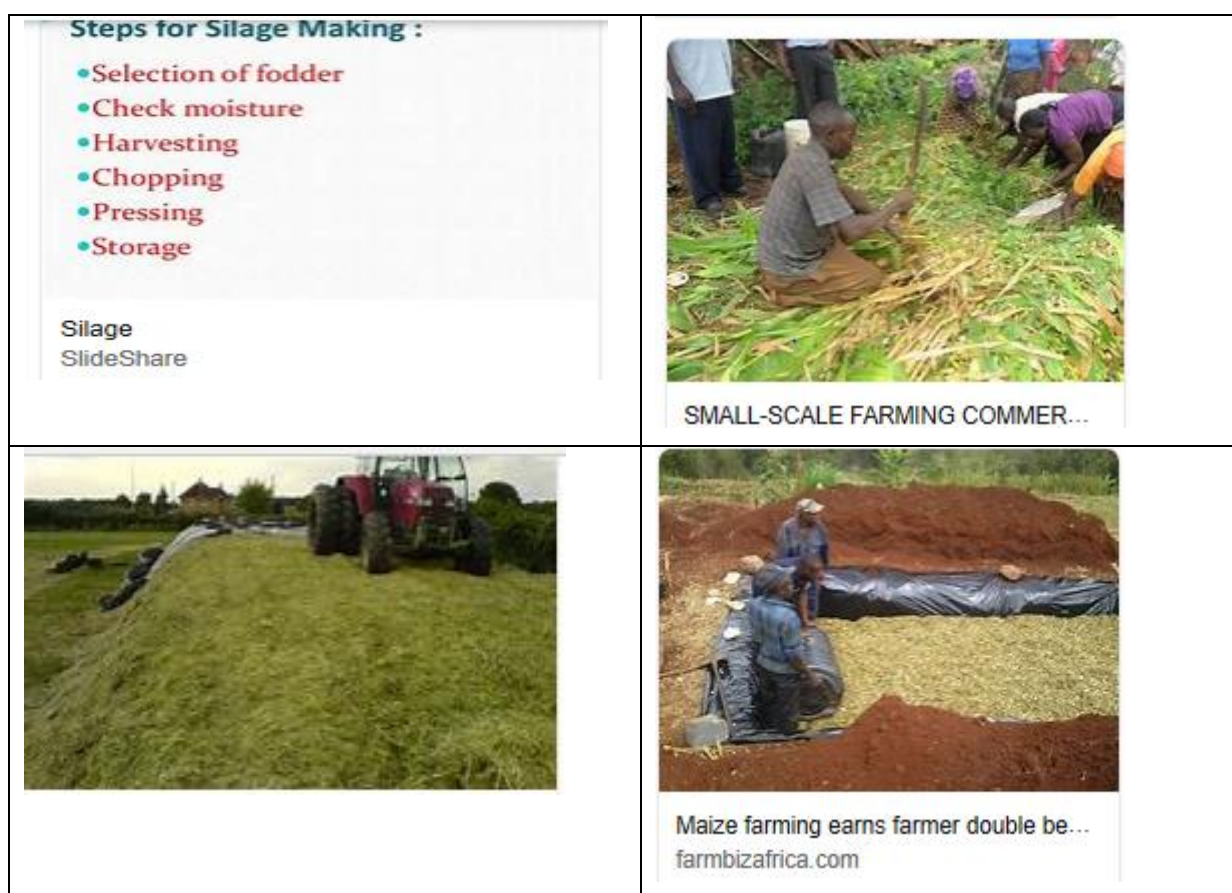 Steps for Silage Making :
•Selection of fodder
•Check moisture
•Harvesting
•Chopping
•Pressing
•Storage
Silage
SlideShare
SMALL-SCALE FARMING COMMER...
Maize farming earns farmer double be...
farmbizafrica.com